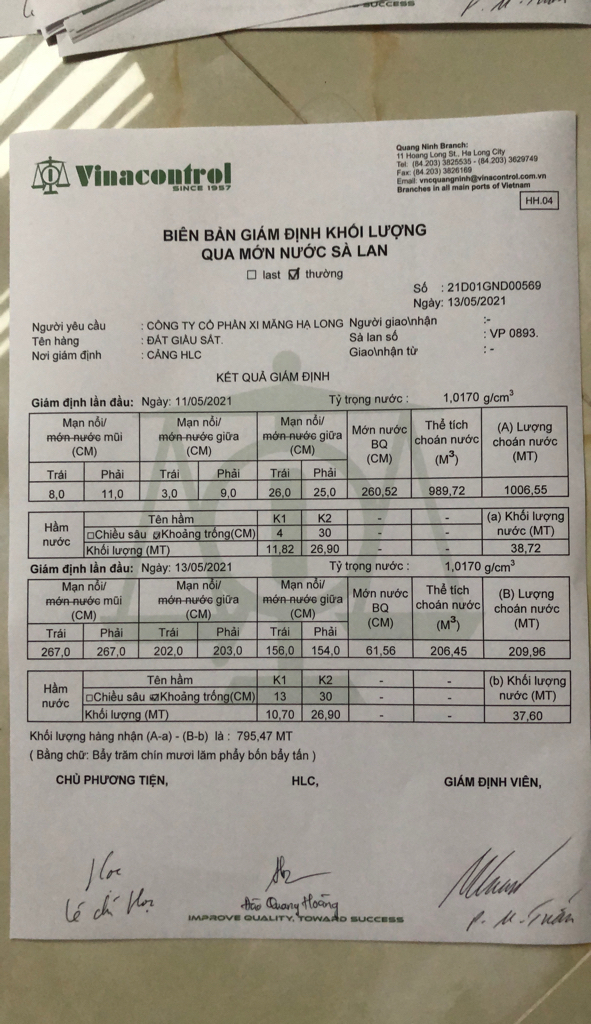 SUCCESS
P. M. Tuấn
Vinacontrol
SINCE 1957
Quang Ninh Branch:
11 Hoang Long St., Ha Long City
Tel: (84.203) 3825535 - (84.203) 3629749
Fax: (84.203) 3826169
Email: vncquangninh@vinacontrol.com.vn
Branches in all main ports of Vietnam
HH.04
BIÊN BẢN GIÁM ĐỊNH KHỐI LƯỢNG
QUA MỚN NƯỚC SÀ LAN
☐ last ☑ thường
Số : 21D01GND00569
Ngày: 13/05/2021
Người yêu cầu : CÔNG TY CỔ PHẦN XI MĂNG HẠ LONG Người giao\nhận :-
Tên hàng : ĐẤT GIÀU SẮT. Sà lan số : VP 0893.
Nơi giám định : CẢNG HLC Giao\nhận từ : -
KẾT QUẢ GIÁM ĐỊNH
Giám định lần đầu: Ngày: 11/05/2021 Tỷ trọng nước : 1,0170 g/cm³
Mạn nổi/ mớn nước mũi (CM) Mạn nổi/ mớn nước giữa (CM) Mạn nổi/ mớn nước giữa (CM) Mớn nước BQ (CM) Thể tích choán nước (M³) (A) Lượng choán nước (MT)
Trái Phải Trái Phải Trái Phải
8,0 11,0 3,0 9,0 26,0 25,0 260,52 989,72 1006,55
Hầm nước Tên hầm K1 K2 - - (a) Khối lượng nước (MT)
☐Chiều sâu ☑Khoảng trống(CM) 4 30 - -
Khối lượng (MT) 11,82 26,90 - - 38,72
Giám định lần đầu: Ngày: 13/05/2021 Tỷ trọng nước : 1,0170 g/cm³
Mạn nổi/ mớn nước mũi (CM) Mạn nổi/ mớn nước giữa (CM) Mạn nổi/ mớn nước giữa (CM) Mớn nước BQ (CM) Thể tích choán nước (M³) (B) Lượng choán nước (MT)
Trái Phải Trái Phải Trái Phải
267,0 267,0 202,0 203,0 156,0 154,0 61,56 206,45 209,96
Hầm nước Tên hầm K1 K2 - - (b) Khối lượng nước (MT)
☐Chiều sâu ☑Khoảng trống(CM) 13 30 - -
Khối lượng (MT) 10,70 26,90 - - 37,60
Khối lượng hàng nhận (A-a) - (B-b) là : 795,47 MT
( Bằng chữ: Bẩy trăm chín mươi lăm phẩy bốn bẩy tấn )
CHỦ PHƯƠNG TIỆN, HLC, GIÁM ĐỊNH VIÊN,
Đào Quang Hoàng
P. M. Tuấn
IMPROVE QUALITY, TOWARD SUCCESS